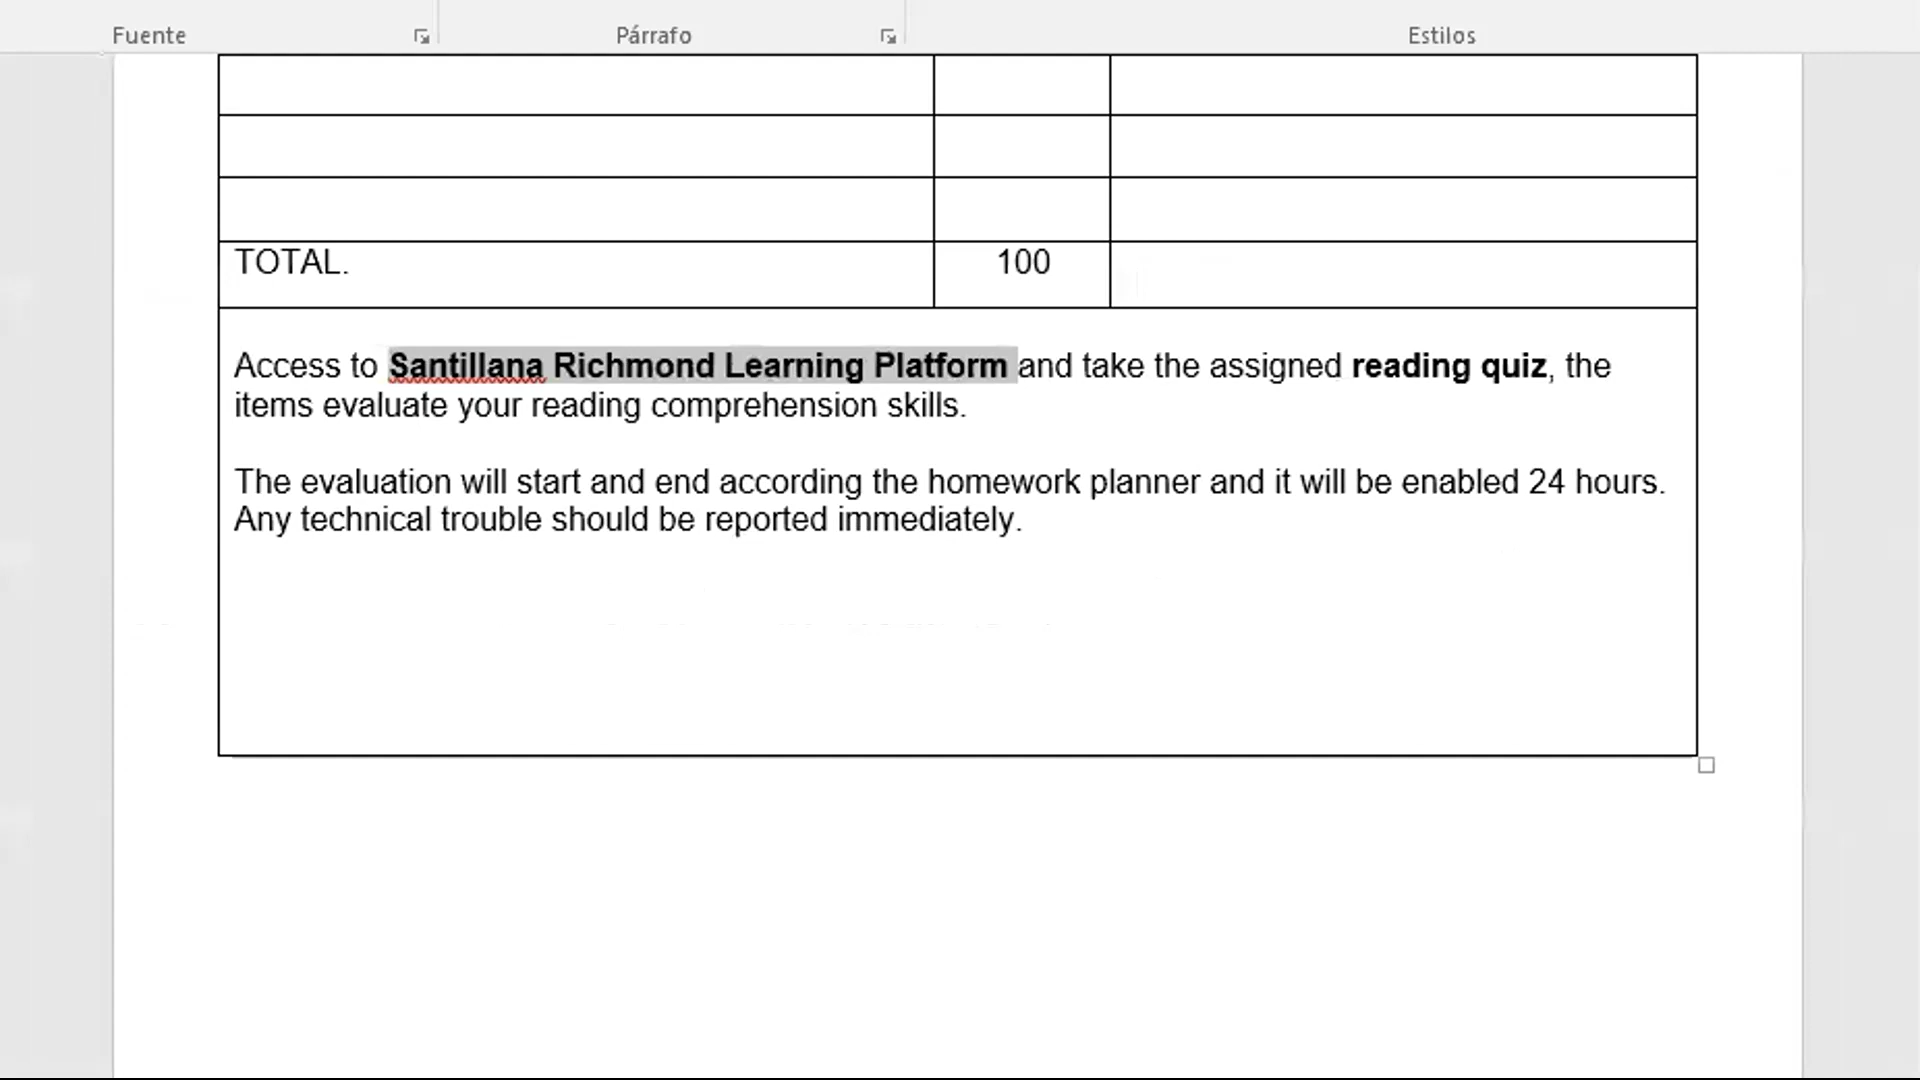 Fuente Párrafo Estilos
TOTAL. 100
Access to Santillana Richmond Learning Platform and take the assigned reading quiz, the
items evaluate your reading comprehension skills.
The evaluation will start and end according the homework planner and it will be enabled 24 hours.
Any technical trouble should be reported immediately.